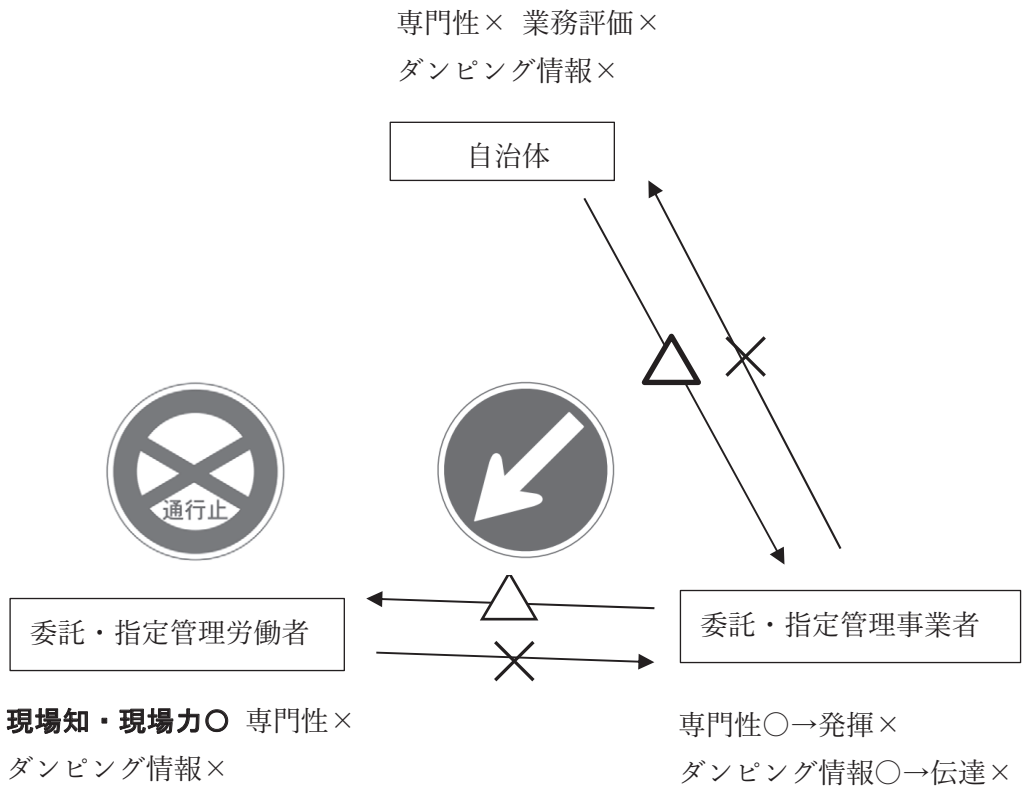 専門性× 業務評価×
ダンピング情報×
自治体
通行止
委託・指定管理労働者
委託・指定管理事業者
現場知・現場力〇 専門性×
ダンピング情報×
専門性〇→発揮×
ダンピング情報〇→伝達×